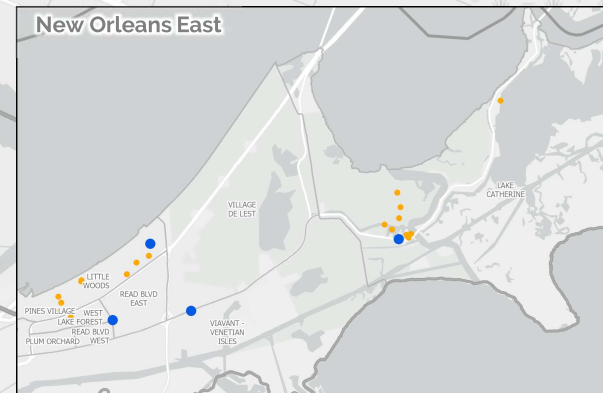 New Orleans East
LAKE
CATHERINE
VILLAGE
DE LEST
LITTLE
WOODS
READ BLVD
EAST
PINES VILLAGE
WEST
LAKE FOREST
READ BLVD
WEST
PLUM ORCHARD
VIAVANT -
VENETIAN
ISLES